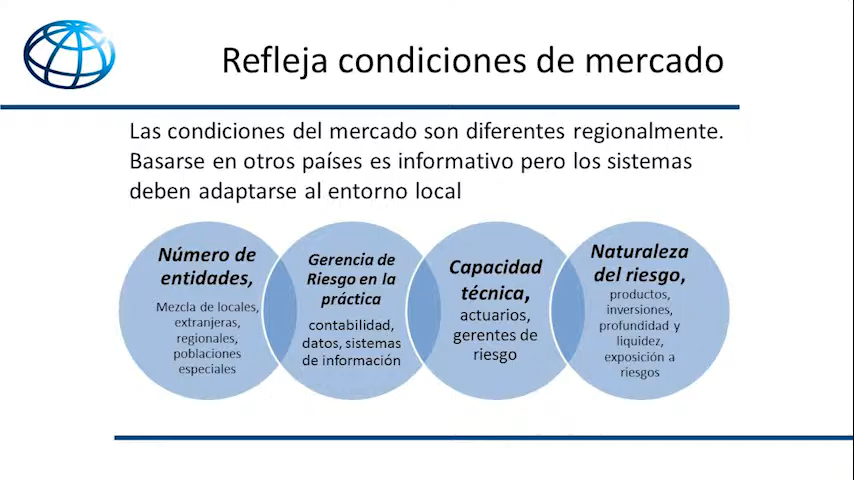 Refleja condiciones de mercado
Las condiciones del mercado son diferentes regionalmente.
Basarse en otros países es informativo pero los sistemas
deben adaptarse al entorno local
Número de
entidades,
Mezcla de locales,
extranjeras,
regionales,
poblaciones
especiales
Gerencia de
Riesgo en la
práctica
contabilidad,
datos, sistemas
de información
Capacidad
técnica,
actuarios,
gerentes de
riesgo
Naturaleza
del riesgo,
productos,
inversiones,
profundidad y
liquidez,
exposición a
riesgos